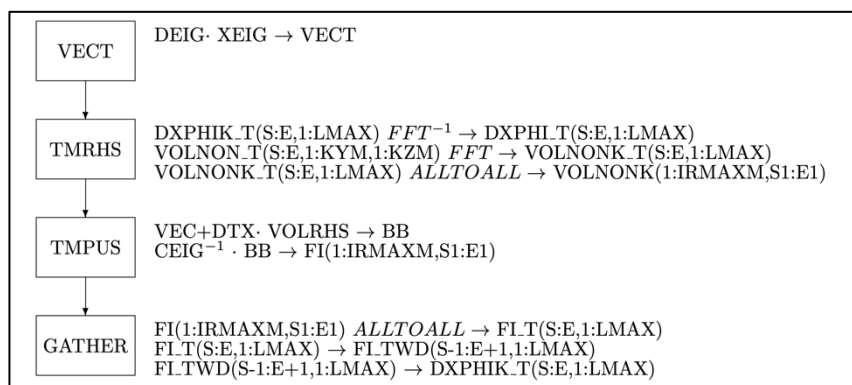 VECT
DEIG· XEIG → VECT
TMRHS
DXPHIK_T(S:E,1:LMAX) FFT⁻¹ → DXPHI_T(S:E,1:LMAX)
VOLNON_T(S:E,1:KYM,1:KZM) FFT → VOLNONK_T(S:E,1:LMAX)
VOLNONK_T(S:E,1:LMAX) ALLTOALL → VOLNONK(1:IRMAXM,S1:E1)
TMPUS
VEC+DTX· VOLRHS → BB
CEIG⁻¹ · BB → FI(1:IRMAXM,S1:E1)
GATHER
FI(1:IRMAXM,S1:E1) ALLTOALL → FI_T(S:E,1:LMAX)
FI_T(S:E,1:LMAX) → FI_TWD(S-1:E+1,1:LMAX)
FI_TWD(S-1:E+1,1:LMAX) → DXPHIK_T(S:E,1:LMAX)